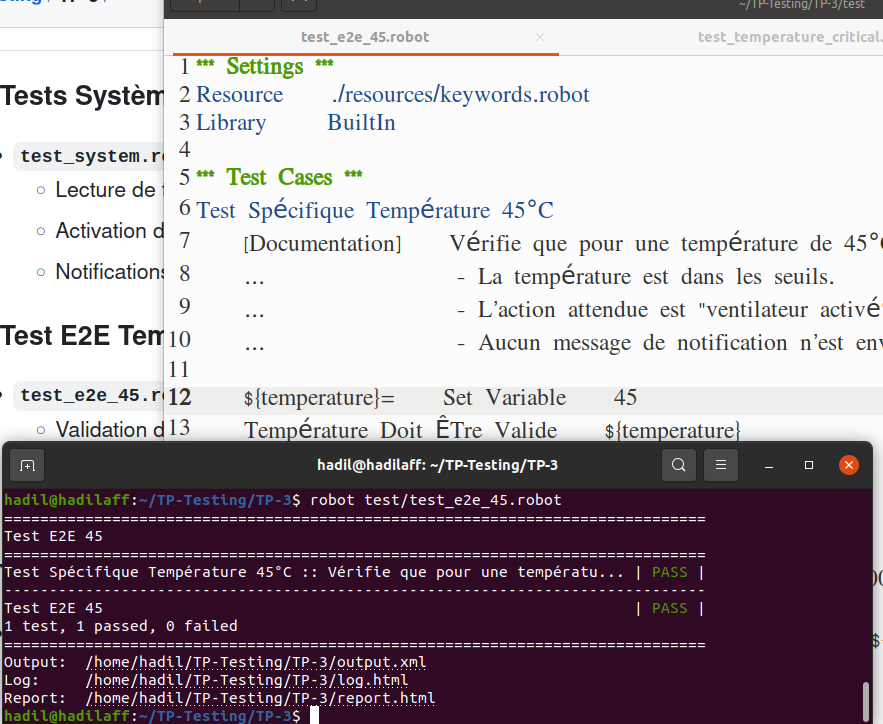 ~/TP-Testing/TP-3/test
test_e2e_45.robot
×
test_temperature_critical.
Tests Systèm
test_system.ro
Lecture de t
Activation d
Notifications
Test E2E Tem
test_e2e_45.ro
Validation d
1 *** Settings ***
2 Resource ./resources/keywords.robot
3 Library BuiltIn
4
5 *** Test Cases ***
6 Test Spécifique Température 45°C
7 [Documentation] Vérifie que pour une température de 45°C
8 ... - La température est dans les seuils.
9 ... - L'action attendue est "ventilateur activé"
10 ... - Aucun message de notification n'est env
11
12 ${temperature}= Set Variable 45
13 Température Doit ÊTre Valide ${temperature}
hadil@hadilaff: ~/TP-Testing/TP-3
hadil@hadilaff:~/TP-Testing/TP-3$ robot test/test_e2e_45.robot
==============================================================================
Test E2E 45
==============================================================================
Test Spécifique Température 45°C :: Vérifie que pour une températu... | PASS |
------------------------------------------------------------------------------
Test E2E 45 | PASS |
1 test, 1 passed, 0 failed
==============================================================================
Output: /home/hadil/TP-Testing/TP-3/output.xml
Log: /home/hadil/TP-Testing/TP-3/log.html
Report: /home/hadil/TP-Testing/TP-3/report.html
hadil@hadilaff:~/TP-Testing/TP-3$